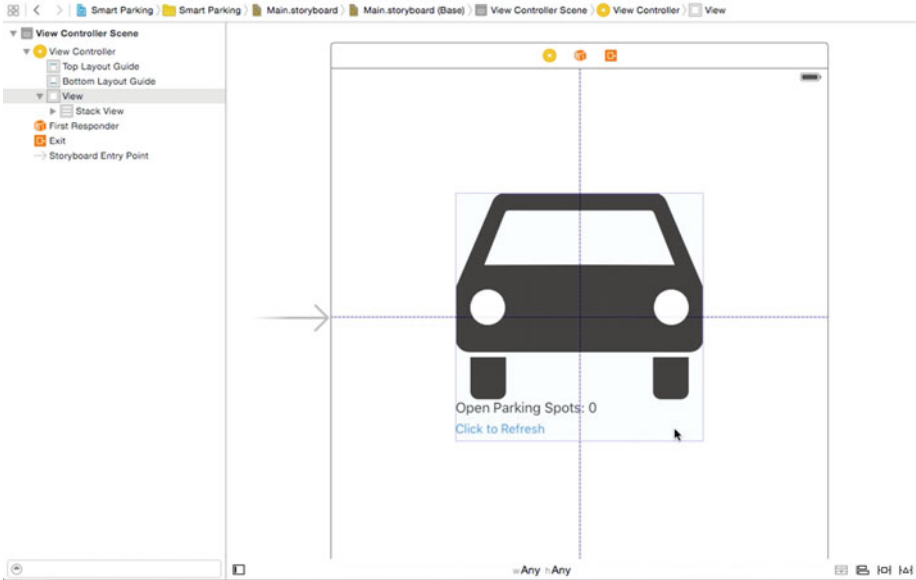 Smart Parking Smart Parking Main.storyboard Main.storyboard (Base) View Controller Scene View Controller View
View Controller Scene
View Controller
Top Layout Guide
Bottom Layout Guide
View
Stack View
First Responder
Exit
Storyboard Entry Point
Open Parking Spots: 0
Click to Refresh
wAny hAny